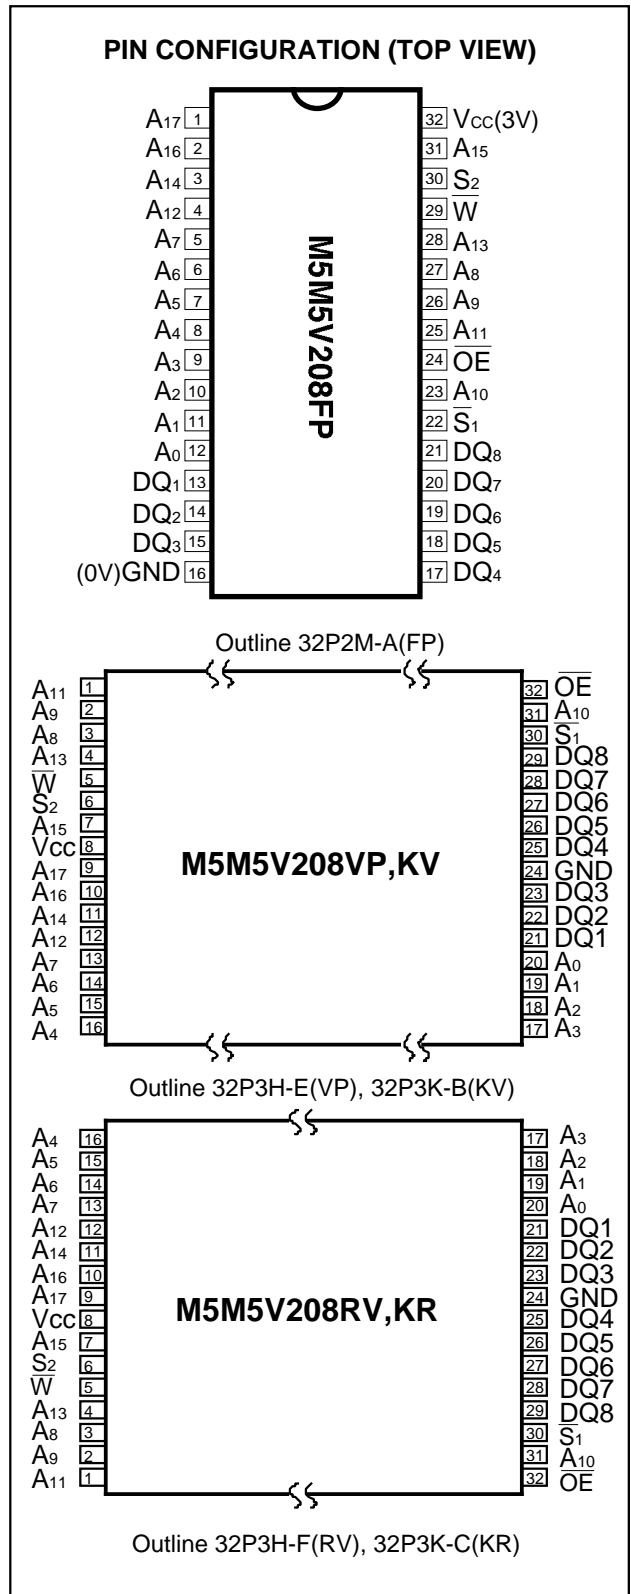 PIN CONFIGURATION (TOP VIEW)
A17 1 32 VCC(3V)
A16 2 31 A15
A14 3 30 S2
A12 4 29 W̅
A7 5 28 A13
A6 6 27 A8
A5 7 26 A9
A4 8 25 A11
A3 9 24 O̅E̅
A2 10 23 A10
A1 11 22 S̅1
A0 12 21 DQ8
DQ1 13 20 DQ7
DQ2 14 19 DQ6
DQ3 15 18 DQ5
(0V)GND 16 17 DQ4
M5M5V208FP
Outline 32P2M-A(FP)
A11 1 32 O̅E̅
A9 2 31 A10
A8 3 30 S̅1
A13 4 29 DQ8
W̅ 5 28 DQ7
S2 6 27 DQ6
A15 7 26 DQ5
VCC 8 25 DQ4
A17 9 24 GND
A16 10 23 DQ3
A14 11 22 DQ2
A12 12 21 DQ1
A7 13 20 A0
A6 14 19 A1
A5 15 18 A2
A4 16 17 A3
M5M5V208VP,KV
Outline 32P3H-E(VP), 32P3K-B(KV)
A4 16 17 A3
A5 15 18 A2
A6 14 19 A1
A7 13 20 A0
A12 12 21 DQ1
A14 11 22 DQ2
A16 10 23 DQ3
A17 9 24 GND
VCC 8 25 DQ4
A15 7 26 DQ5
S2 6 27 DQ6
W̅ 5 28 DQ7
A13 4 29 DQ8
A8 3 30 S̅1
A9 2 31 A10
A11 1 32 O̅E̅
M5M5V208RV,KR
Outline 32P3H-F(RV), 32P3K-C(KR)